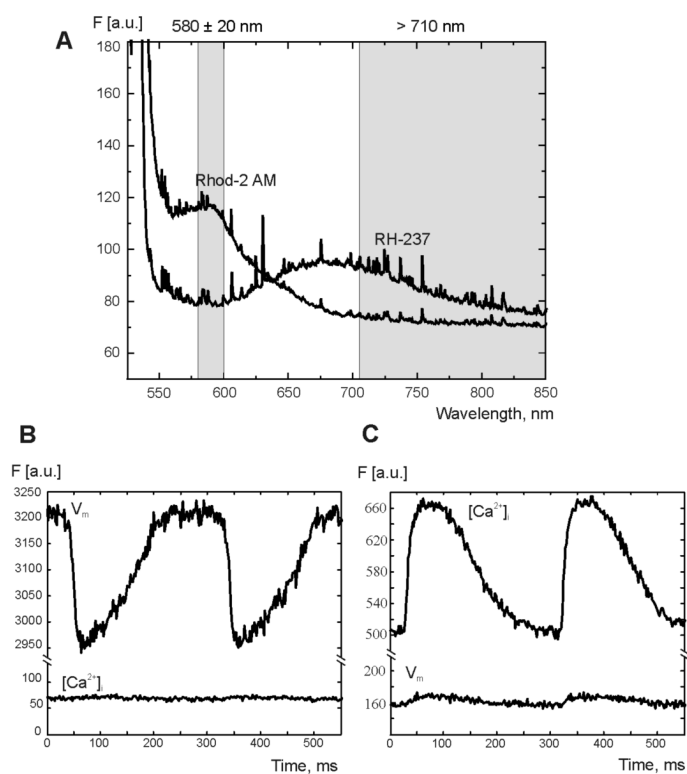 F [a.u.] 580 ± 20 nm > 710 nm
A
180
160
140
120
100
80
60
Rhod-2 AM
RH-237
550 600 650 700 750 800 850
Wavelength, nm
B
F [a.u.]
3250
3200
3150
3100
3050
3000
2950
100
50
0
Vm
[Ca2+]i
0 100 200 300 400 500
Time, ms
C
F [a.u.]
660
620
580
540
500
200
160
[Ca2+]i
Vm
0 100 200 300 400 500
Time, ms